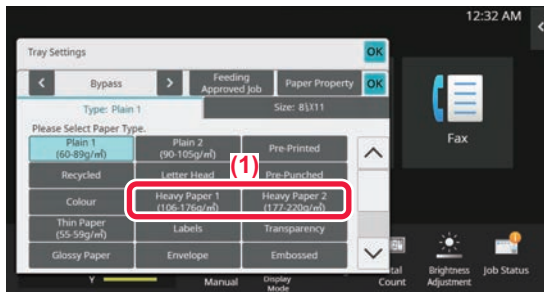 12:32 AM
Tray Settings
OK
Bypass
Feeding
Approved Job
Paper Property
OK
Type: Plain 1
Size: 8½X11
Please Select Paper Type.
Plain 1
(60-89g/㎡)
Plain 2
(90-105g/㎡)
Pre-Printed
Recycled
Letter Head
(1)
Pre-Punched
Colour
Heavy Paper 1
(106-176g/㎡)
Heavy Paper 2
(177-220g/㎡)
Thin Paper
(55-59g/㎡)
Labels
Transparency
Glossy Paper
Envelope
Embossed
Fax
Y
Manual
Display
Mode
tal
Count
Brightness
Adjustment
Job Status